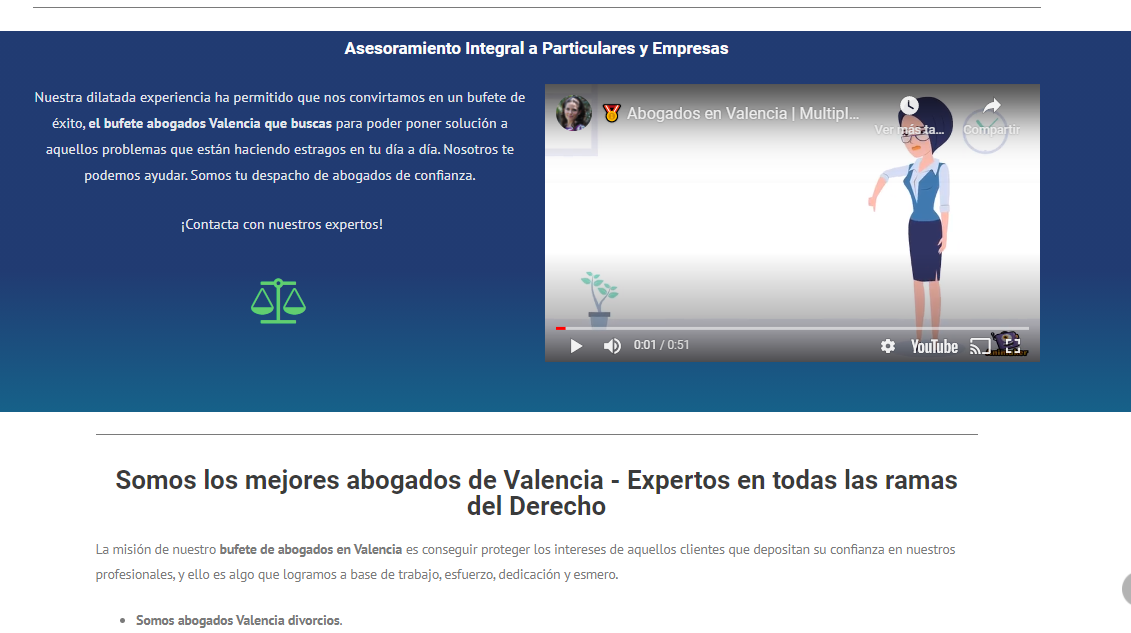 Asesoramiento Integral a Particulares y Empresas
Nuestra dilatada experiencia ha permitido que nos convirtamos en un bufete de
éxito, el bufete abogados Valencia que buscas para poder poner solución a
aquellos problemas que están haciendo estragos en tu día a día. Nosotros te
podemos ayudar. Somos tu despacho de abogados de confianza.
¡Contacta con nuestros expertos!
🏅 Abogados en Valencia | Multipl...
Ver más ta...
Compartir
0:01 / 0:51
YouTube
Somos los mejores abogados de Valencia - Expertos en todas las ramas
del Derecho
La misión de nuestro bufete de abogados en Valencia es conseguir proteger los intereses de aquellos clientes que depositan su confianza en nuestros
profesionales, y ello es algo que logramos a base de trabajo, esfuerzo, dedicación y esmero.
• Somos abogados Valencia divorcios.